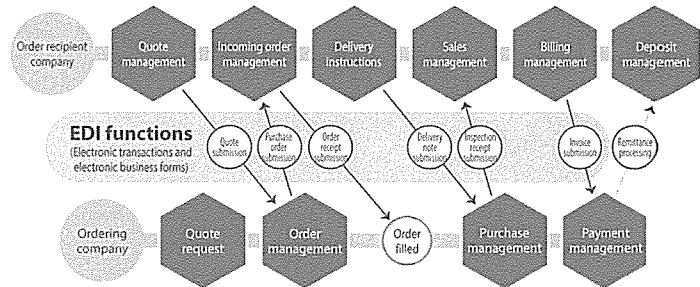 Order recipient
company
Quote
management
Incoming order
management
Delivery
instructions
Sales
management
Billing
management
Deposit
management
EDI functions
(Electronic transactions and
electronic business forms)
Quote
submission
Purchase
order
submission
Order
receipt
submission
Delivery
note
submission
Inspection
receipt
submission
Invoice
submission
Remittance
processing
Ordering
company
Quote
request
Order
management
Order
filled
Purchase
management
Payment
management